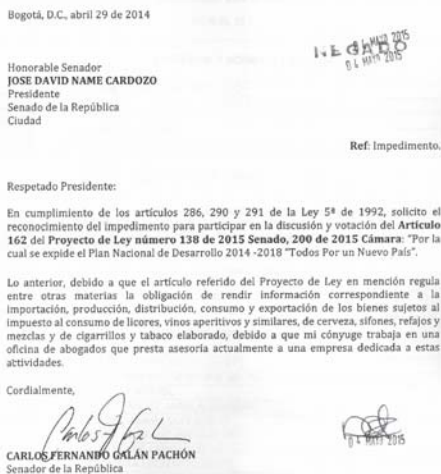 Bogotá, D.C., abril 29 de 2014
NEGADO
04 MAYO 2015
Honorable Senador
JOSE DAVID NAME CARDOZO
Presidente
Senado de la República
Ciudad
Ref: Impedimento.
Respetado Presidente:
En cumplimiento de los artículos 286, 290 y 291 de la Ley 5ª de 1992, solicito el
reconocimiento del impedimento para participar en la discusión y votación del Artículo
162 del Proyecto de Ley número 138 de 2015 Senado, 200 de 2015 Cámara: "Por la
cual se expide el Plan Nacional de Desarrollo 2014 -2018 "Todos Por un Nuevo País".
Lo anterior, debido a que el artículo referido del Proyecto de Ley en mención regula
entre otras materias la obligación de rendir información correspondiente a la
importación, producción, distribución, consumo y exportación de los bienes sujetos al
impuesto al consumo de licores, vinos aperitivos y similares, de cerveza, sifones, refajos y
mezclas y de cigarrillos y tabaco elaborado, debido a que mi cónyuge trabaja en una
oficina de abogados que presta asesoría actualmente a una empresa dedicada a estas
actividades.
Cordialmente,
04 MAYO 2015
CARLOS FERNANDO GALÁN PACHÓN
Senador de la República